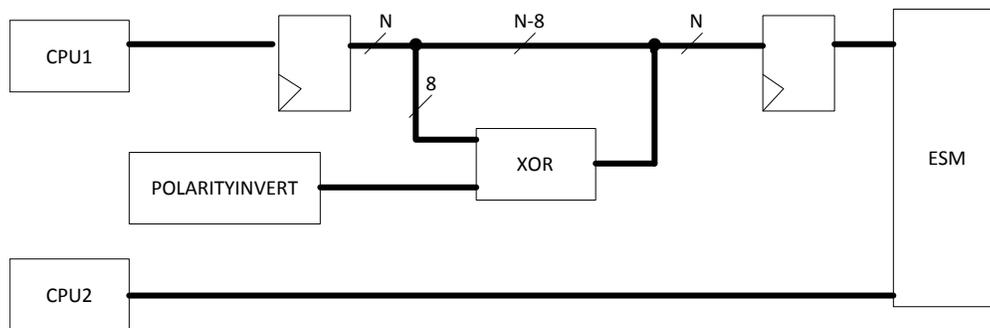 N
N-8
N
CPU1
8
XOR
ESM
POLARITYINVERT
CPU2